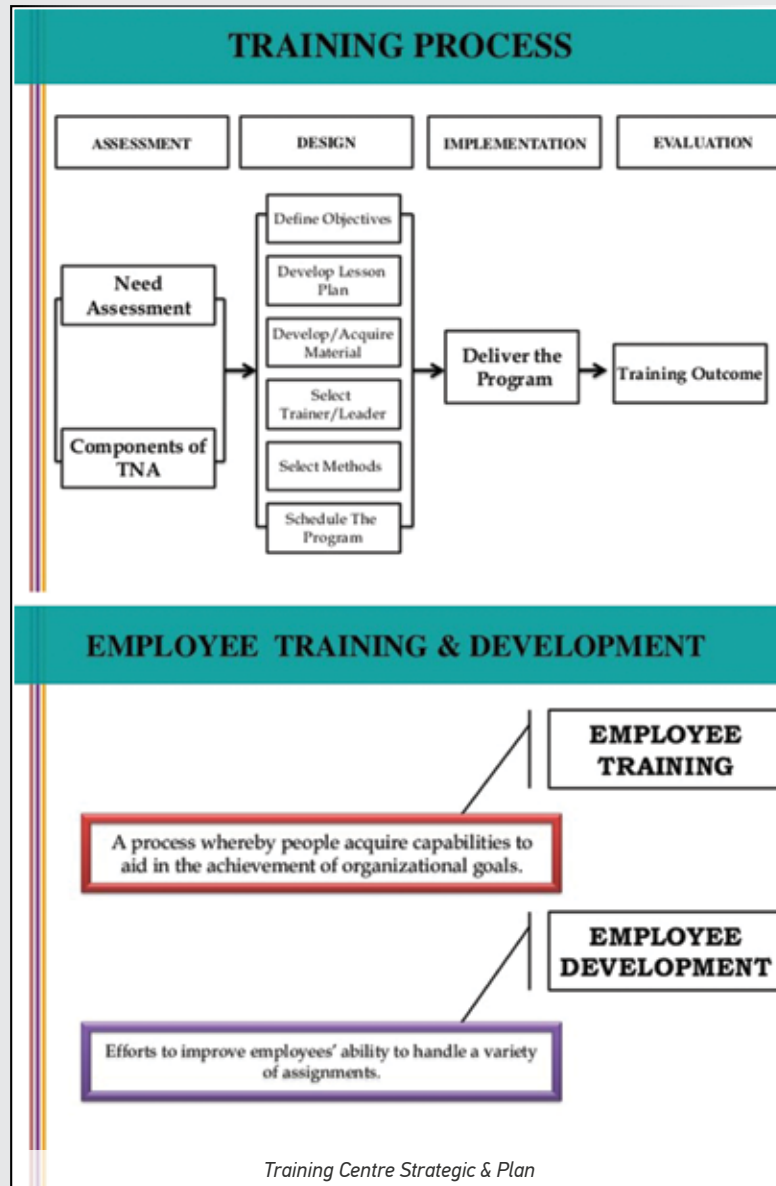 TRAINING PROCESS
ASSESSMENT
DESIGN
IMPLEMENTATION
EVALUATION
Need
Assessment
Components of
TNA
Define Objectives
Develop Lesson
Plan
Develop/Acquire
Material
Select
Trainer/Leader
Select Methods
Schedule The
Program
Deliver the
Program
Training Outcome
EMPLOYEE TRAINING & DEVELOPMENT
EMPLOYEE
TRAINING
A process whereby people acquire capabilities to
aid in the achievement of organizational goals.
EMPLOYEE
DEVELOPMENT
Efforts to improve employees' ability to handle a variety
of assignments.
Training Centre Strategic & Plan